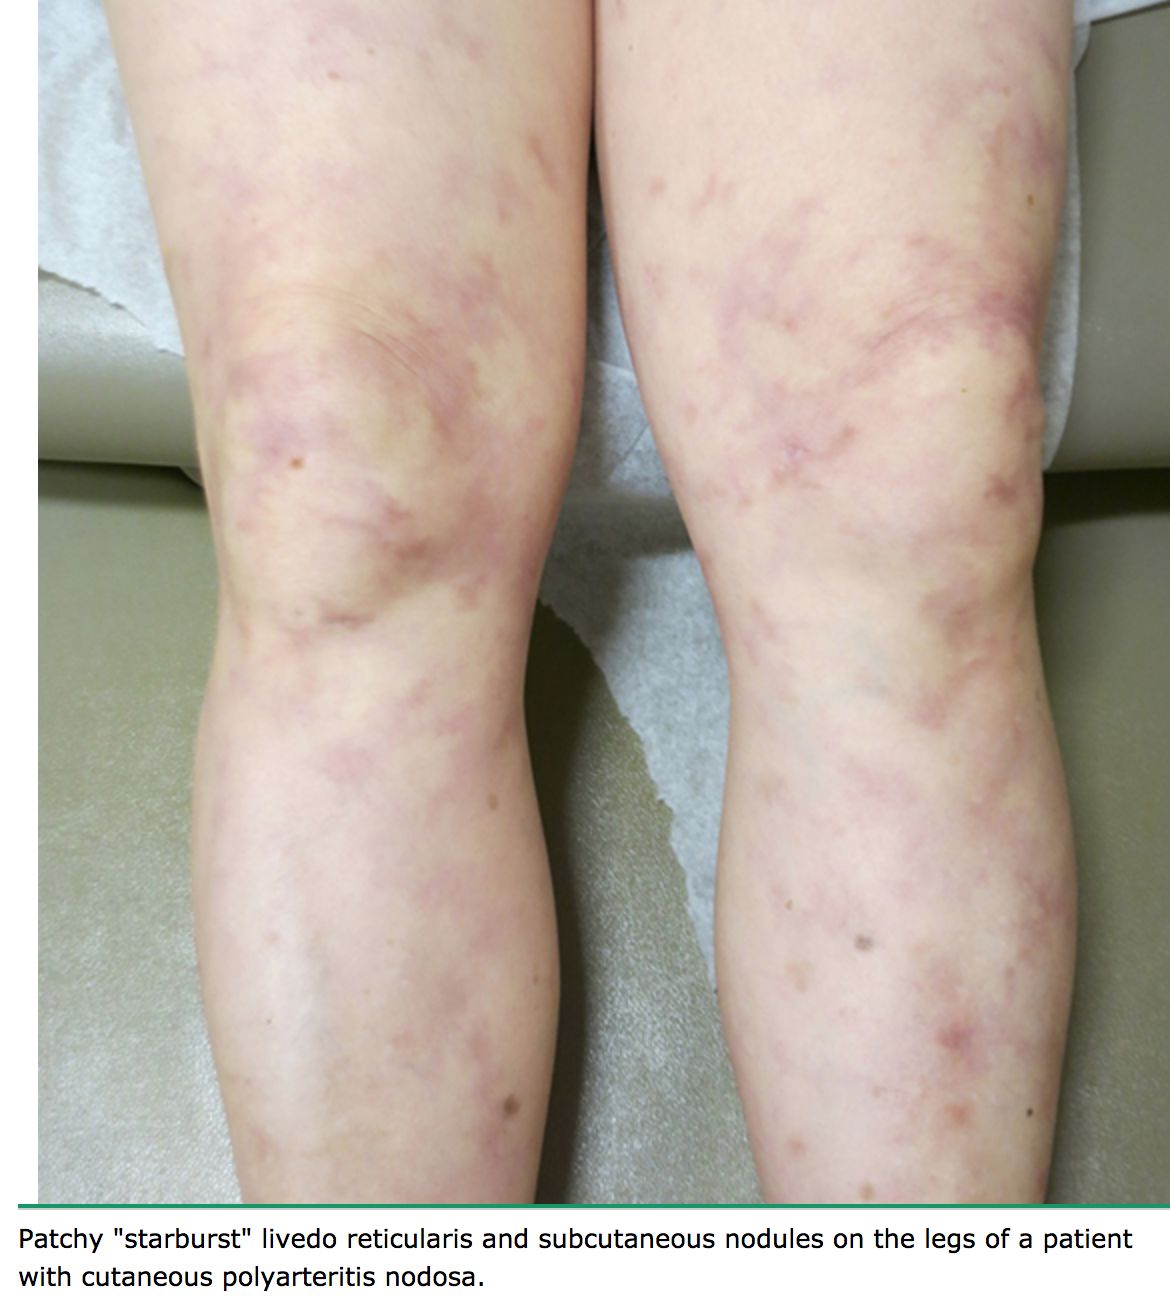 Patchy "starburst" livedo reticularis and subcutaneous nodules on the legs of a patient
with cutaneous polyarteritis nodosa.